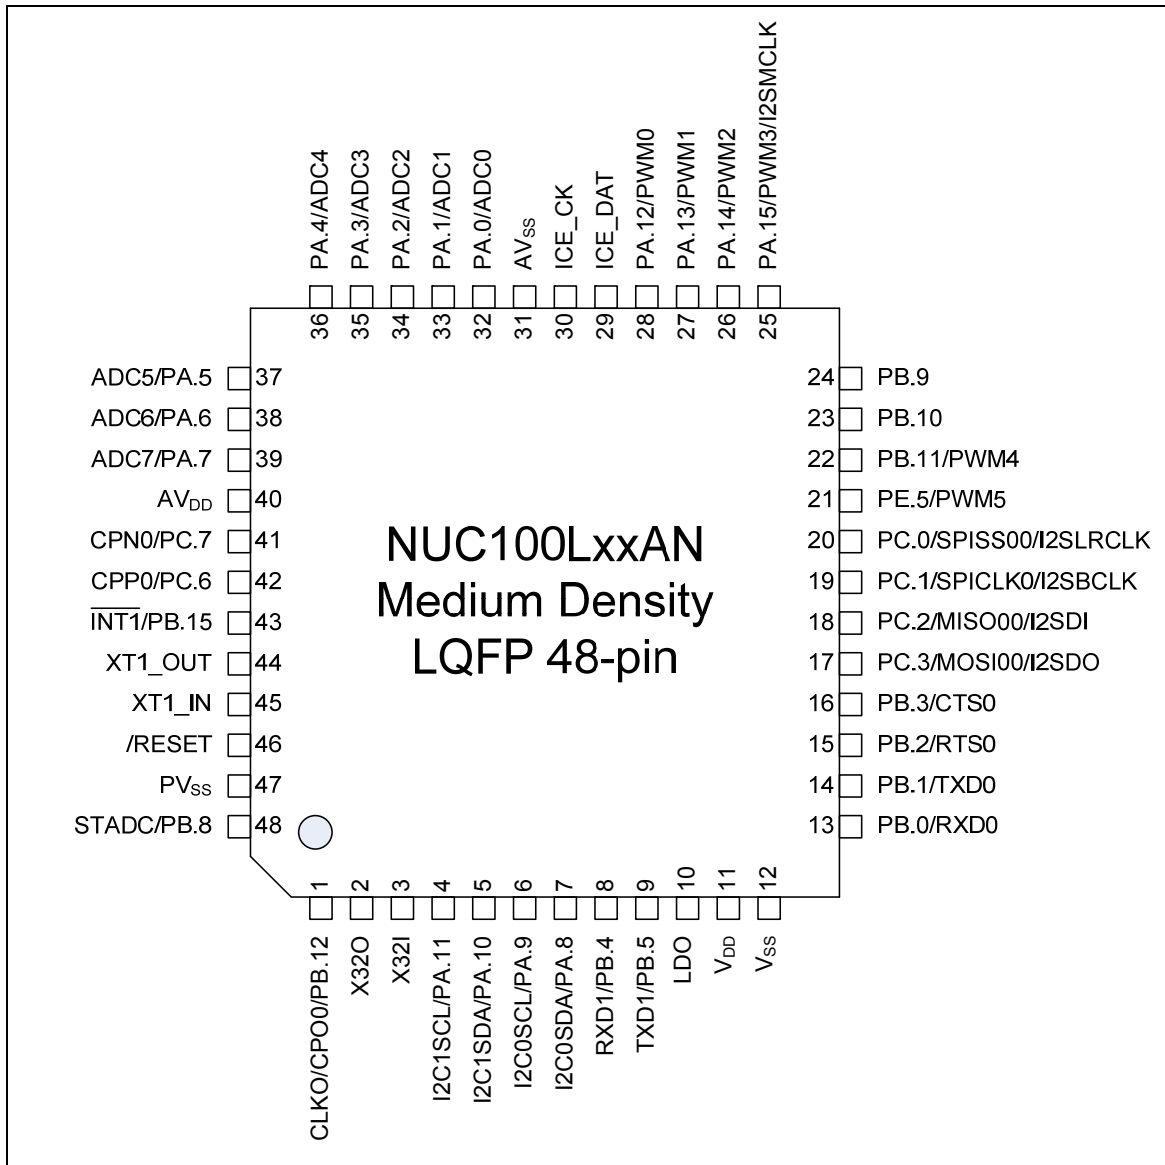 PA.4/ADC4
PA.3/ADC3
PA.2/ADC2
PA.1/ADC1
PA.0/ADC0
AVSS
ICE_CK
ICE_DAT
PA.12/PWM0
PA.13/PWM1
PA.14/PWM2
PA.15/PWM3/I2SMCLK
36
35
34
33
32
31
30
29
28
27
26
25
ADC5/PA.5 37
ADC6/PA.6 38
ADC7/PA.7 39
AVDD 40
CPN0/PC.7 41
CPP0/PC.6 42
INT1/PB.15 43
XT1_OUT 44
XT1_IN 45
/RESET 46
PVSS 47
STADC/PB.8 48
NUC100LxxAN
Medium Density
LQFP 48-pin
24 PB.9
23 PB.10
22 PB.11/PWM4
21 PE.5/PWM5
20 PC.0/SPISS00/I2SLRCLK
19 PC.1/SPICLK0/I2SBCLK
18 PC.2/MISO00/I2SDI
17 PC.3/MOSI00/I2SDO
16 PB.3/CTS0
15 PB.2/RTS0
14 PB.1/TXD0
13 PB.0/RXD0
1
2
3
4
5
6
7
8
9
10
11
12
CLKO/CPO0/PB.12
X32O
X32I
I2C1SCL/PA.11
I2C1SDA/PA.10
I2C0SCL/PA.9
I2C0SDA/PA.8
RXD1/PB.4
TXD1/PB.5
LDO
VDD
VSS